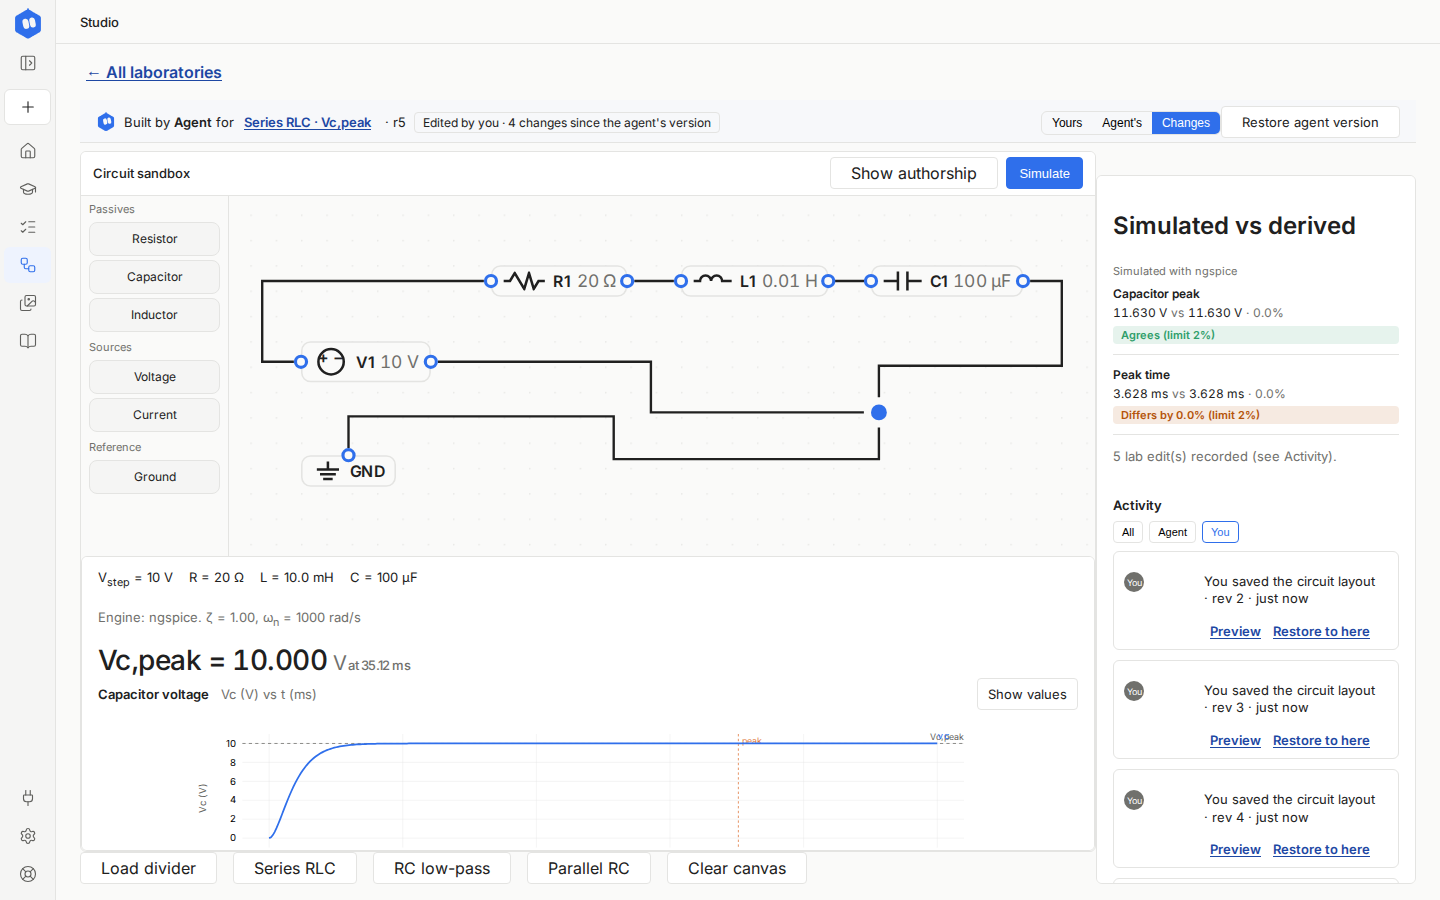 Studio
← All laboratories
Built by Agent for Series RLC · Vc,peak · r5 Edited by you · 4 changes since the agent's version
Yours Agent's Changes Restore agent version
Circuit sandbox
Show authorship Simulate
Passives
Resistor
Capacitor
Inductor
Sources
Voltage
Current
Reference
Ground
R1 20 Ω
L1 0.01 H
C1 100 µF
V1 10 V
GND
Vstep = 10 V R = 20 Ω L = 10.0 mH C = 100 µF
Engine: ngspice. ζ = 1.00, ωn = 1000 rad/s
Vc,peak = 10.000 V at 35.12 ms
Capacitor voltage Vc (V) vs t (ms)
Show values
peak
10
8
6
4
2
0
Vc (V)
Load divider
Series RLC
RC low-pass
Parallel RC
Clear canvas
Simulated vs derived
Simulated with ngspice
Capacitor peak
11.630 V vs 11.630 V · 0.0%
Agrees (limit 2%)
Peak time
3.628 ms vs 3.628 ms · 0.0%
Differs by 0.0% (limit 2%)
5 lab edit(s) recorded (see Activity).
Activity
All Agent You
You
You saved the circuit layout
· rev 2 · just now
Preview Restore to here
You
You saved the circuit layout
· rev 3 · just now
Preview Restore to here
You
You saved the circuit layout
· rev 4 · just now
Preview Restore to here